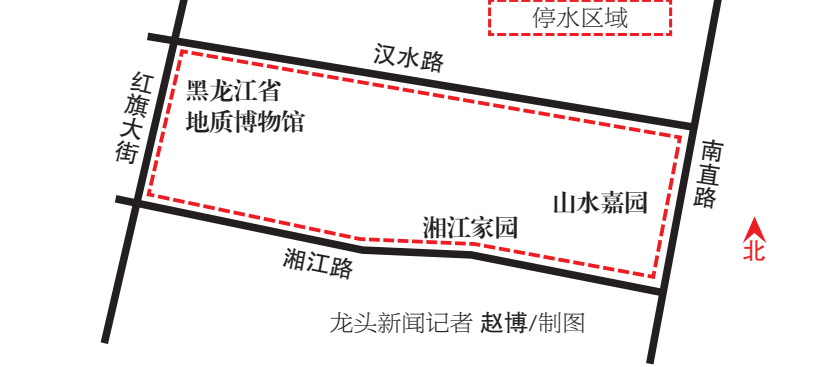 停水区域
汉水路
红旗大街
黑龙江省
地质博物馆
南直路
山水嘉园
湘江家园
北
湘江路
龙头新闻记者 赵博/制图